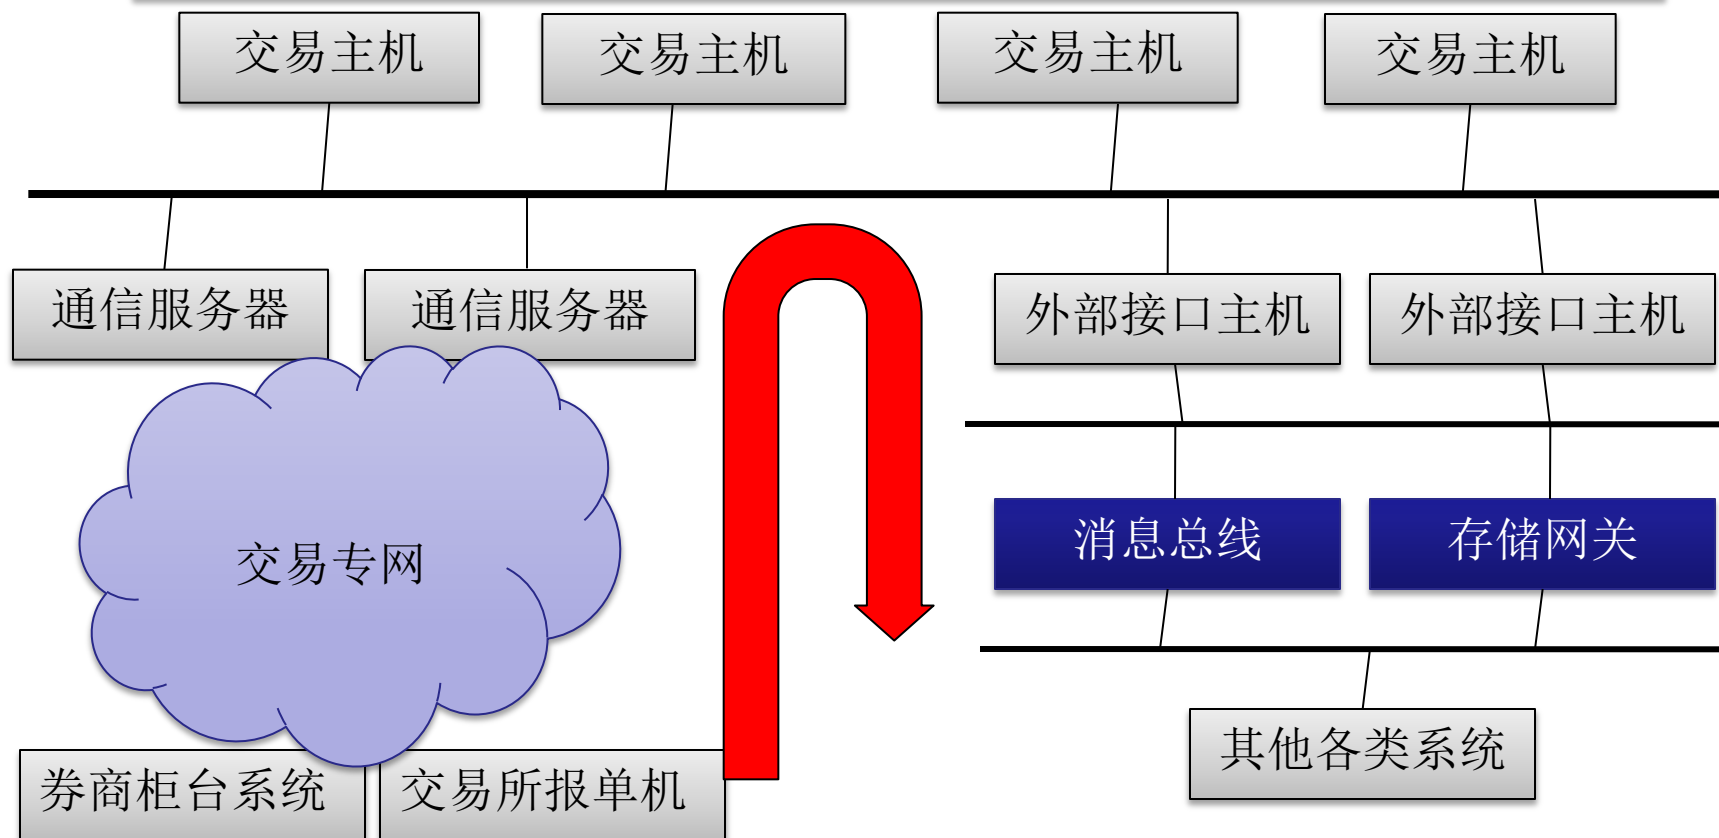 交易主机
交易主机
交易主机
交易主机
通信服务器
通信服务器
外部接口主机
外部接口主机
消息总线
存储网关
交易专网
其他各类系统
券商柜台系统
交易所报单机